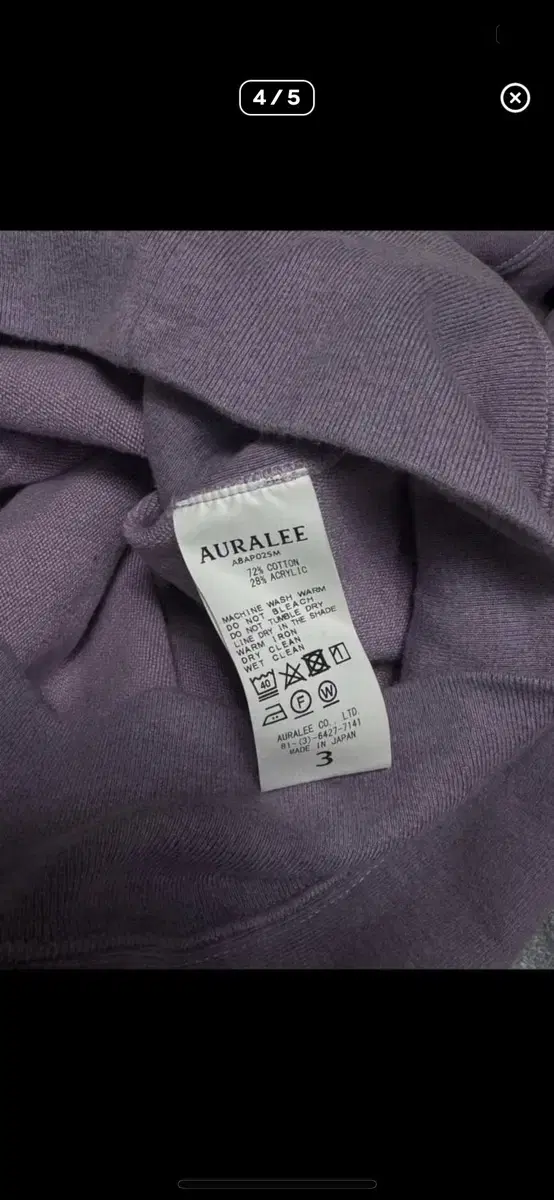 4/5
AURALEE
ABAP02SM
72% COTTON
28% ACRYLIC
MACHINE WASH WARM
DO NOT BLEACH
DO NOT TUMBLE DRY
LINE DRY IN THE SHADE
WARM IRON
DRY CLEAN
WET CLEAN
40
F W
AURALEE CO., LTD.
81-(3)-6427-7141
MADE IN JAPAN
3